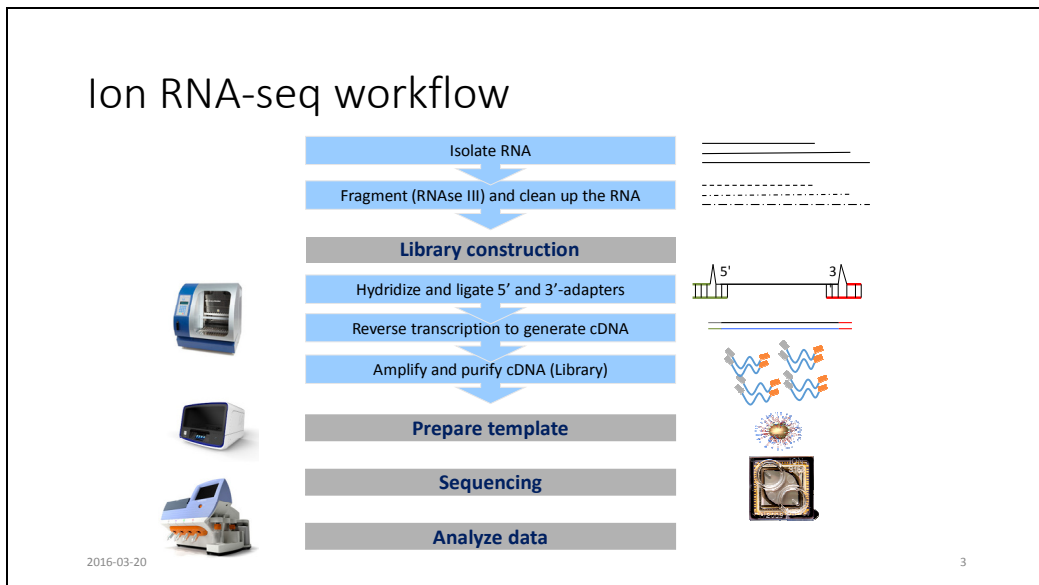 Ion RNA-seq workflow
Isolate RNA
Fragment (RNAse III) and clean up the RNA
Library construction
5' 3'
Hydridize and ligate 5' and 3'-adapters
Reverse transcription to generate cDNA
Amplify and purify cDNA (Library)
Prepare template
Sequencing
Analyze data
2016-03-20
3